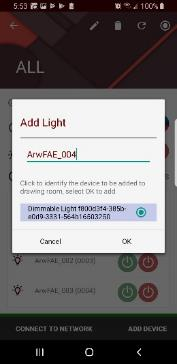 5:53
54%
ALL
Add Light
ArwFAE_004
Click to identify the device to be added to
drawing room, select OK to add
Dimmable Light f800d3f4-385b-
a0d9-3331-564b16603250
Cancel
OK
ArwFAE_002 (0003)
ArwFAE_003 (0004)
CONNECT TO NETWORK
ADD DEVICE